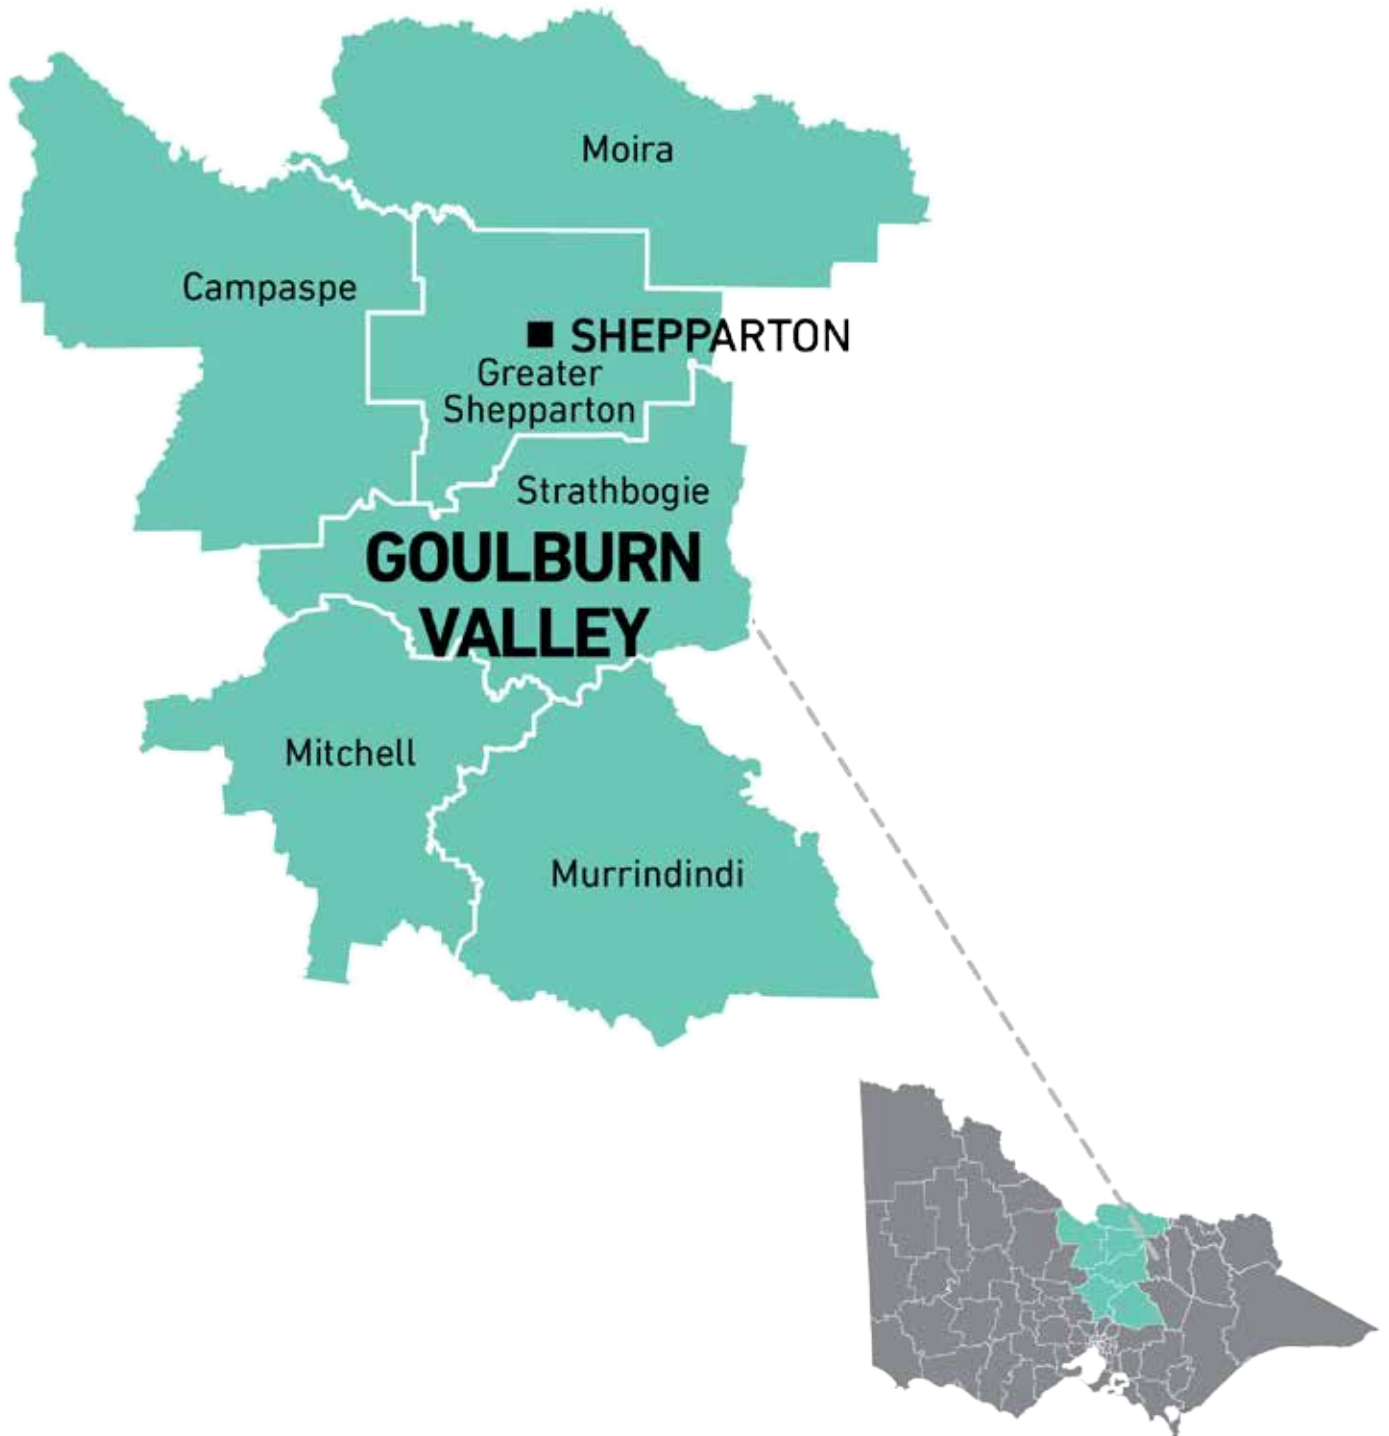 Moira
Campaspe
SHEPPARTON
Greater
Shepparton
Strathbogie
GOULBURN
VALLEY
Mitchell
Murrindindi